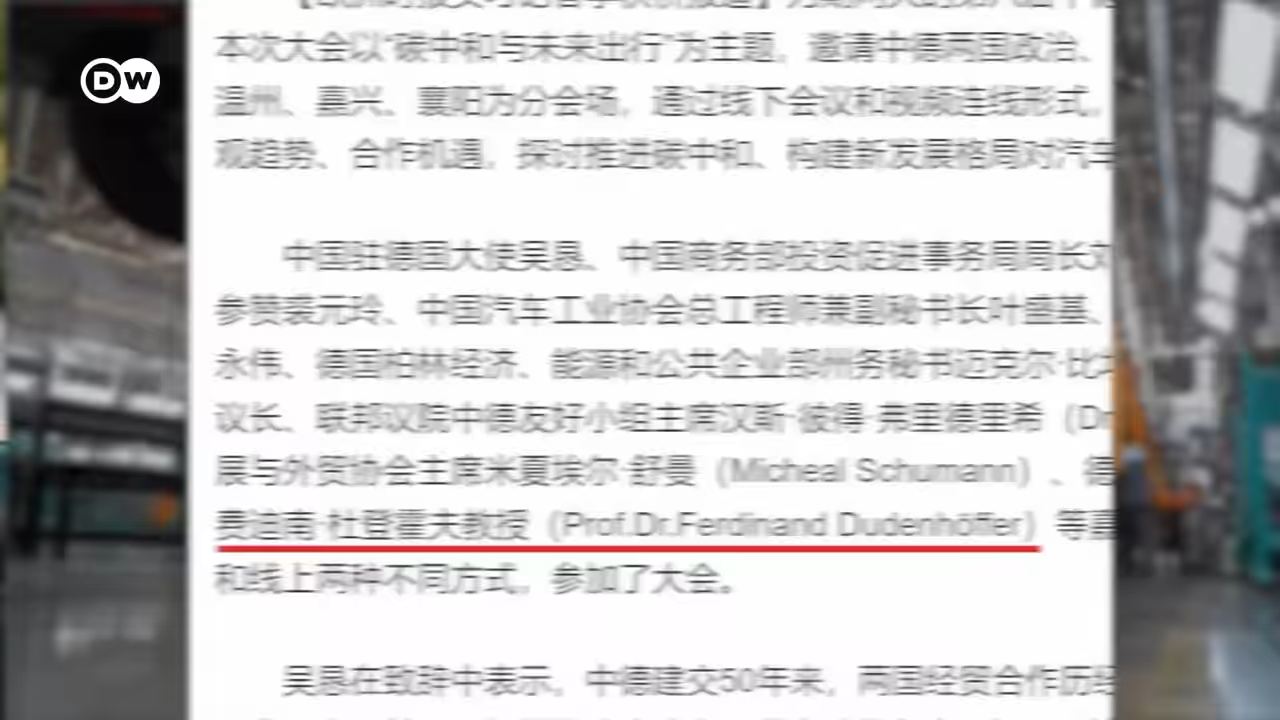 DW
本次大会以“碳中和与未来出行”为主题，邀请中德两国政治、
温州、嘉兴、襄阳为分会场，通过线下会议和视频连线形式，
观趋势、合作机遇，探讨推进碳中和、构建新发展格局对汽车
中国驻德国大使吴恳、中国商务部投资促进事务局局长刘
参赞裘元玲、中国汽车工业协会总工程师兼副秘书长叶盛基、
永伟、德国柏林经济、能源和公共企业部州务秘书迈克尔·比
议长、联邦议院中德友好小组主席汉斯·彼得·弗里德里希（Dr
展与外贸协会主席米夏埃尔·舒曼（Micheal Schumann）、德
费迪南·杜登霍夫教授（Prof.Dr.Ferdinand Dudenhöffer）等嘉
和线上两种不同方式，参加了大会。
吴恳在致辞中表示，中德建交50年来，两国经贸合作历经